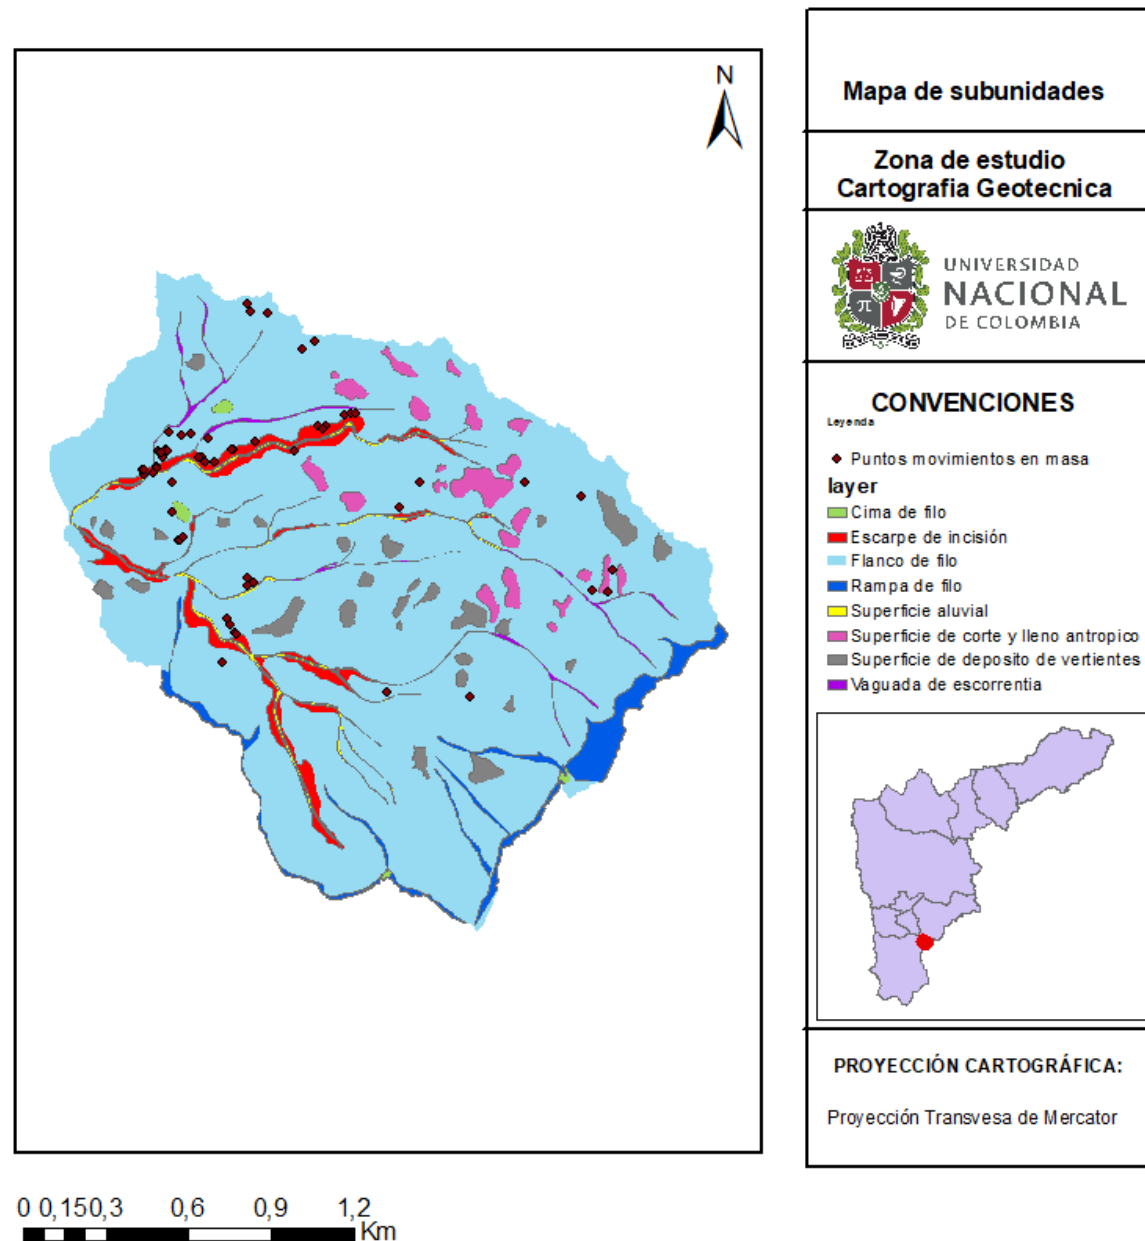 N
Mapa de subunidades
Zona de estudio
Cartografia Geotecnica
UNIVERSIDAD
NACIONAL
DE COLOMBIA
CONVENCIONES
Leyenda
Puntos movimientos en masa
layer
Cima de filo
Escarpe de incisión
Flanco de filo
Rampa de filo
Superficie aluvial
Superficie de corte y lleno antropico
Superficie de deposito de vertientes
Vaguada de escorrentia
PROYECCIÓN CARTOGRÁFICA:
Proyección Transvesa de Mercator
0 0,150,3 0,6 0,9 1,2
Km